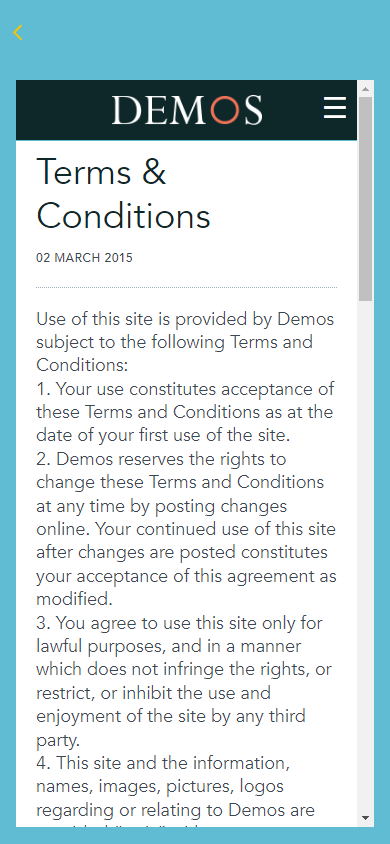 DEMOS
Terms &
Conditions
02 MARCH 2015
Use of this site is provided by Demos
subject to the following Terms and
Conditions:
1. Your use constitutes acceptance of
these Terms and Conditions as at the
date of your first use of the site.
2. Demos reserves the rights to
change these Terms and Conditions
at any time by posting changes
online. Your continued use of this site
after changes are posted constitutes
your acceptance of this agreement as
modified.
3. You agree to use this site only for
lawful purposes, and in a manner
which does not infringe the rights, or
restrict, or inhibit the use and
enjoyment of the site by any third
party.
4. This site and the information,
names, images, pictures, logos
regarding or relating to Demos are